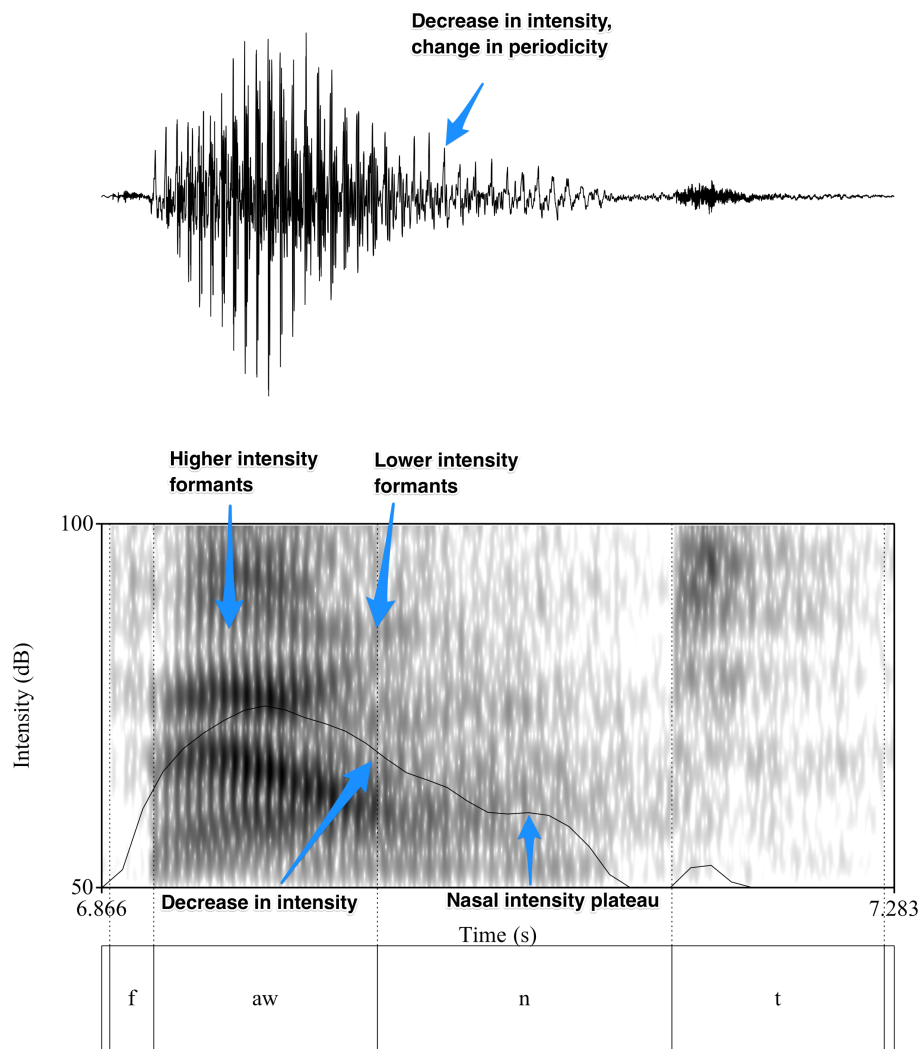 Decrease in intensity,
change in periodicity
Higher intensity
formants
Lower intensity
formants
100
Intensity (dB)
50
Decrease in intensity
Nasal intensity plateau
6.866
7.283
Time (s)
f
aw
n
t